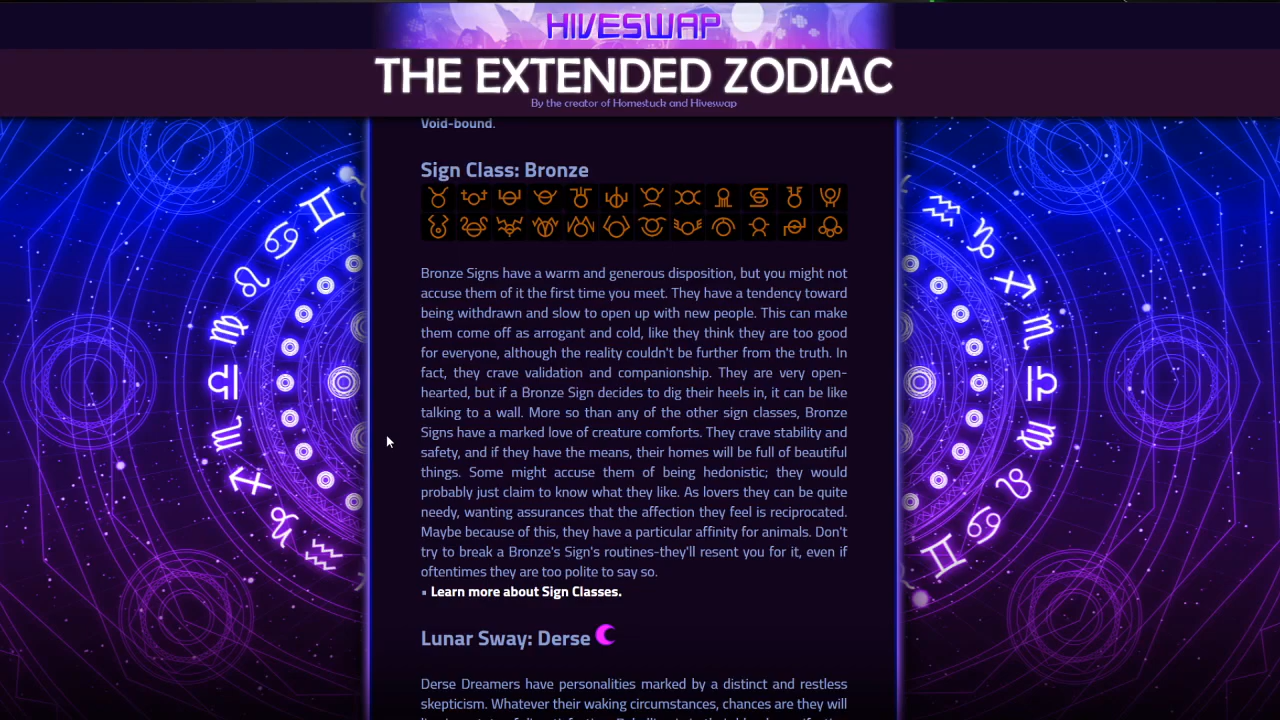 HIVESWAP
THE EXTENDED ZODIAC
By the creator of Homestuck and Hiveswap
Void-bound.
Sign Class: Bronze
Bronze Signs have a warm and generous disposition, but you might not
accuse them of it the first time you meet. They have a tendency toward
being withdrawn and slow to open up with new people. This can make
them come off as arrogant and cold, like they think they are too good
for everyone, although the reality couldn't be further from the truth. In
fact, they crave validation and companionship. They are very open-
hearted, but if a Bronze Sign decides to dig their heels in, it can be like
talking to a wall. More so than any of the other sign classes, Bronze
Signs have a marked love of creature comforts. They crave stability and
safety, and if they have the means, their homes will be full of beautiful
things. Some might accuse them of being hedonistic; they would
probably just claim to know what they like. As lovers they can be quite
needy, wanting assurances that the affection they feel is reciprocated.
Maybe because of this, they have a particular affinity for animals. Don't
try to break a Bronze's Sign's routines-they'll resent you for it, even if
oftentimes they are too polite to say so.
▪ Learn more about Sign Classes.
Lunar Sway: Derse
Derse Dreamers have personalities marked by a distinct and restless
skepticism. Whatever their waking circumstances, chances are they will